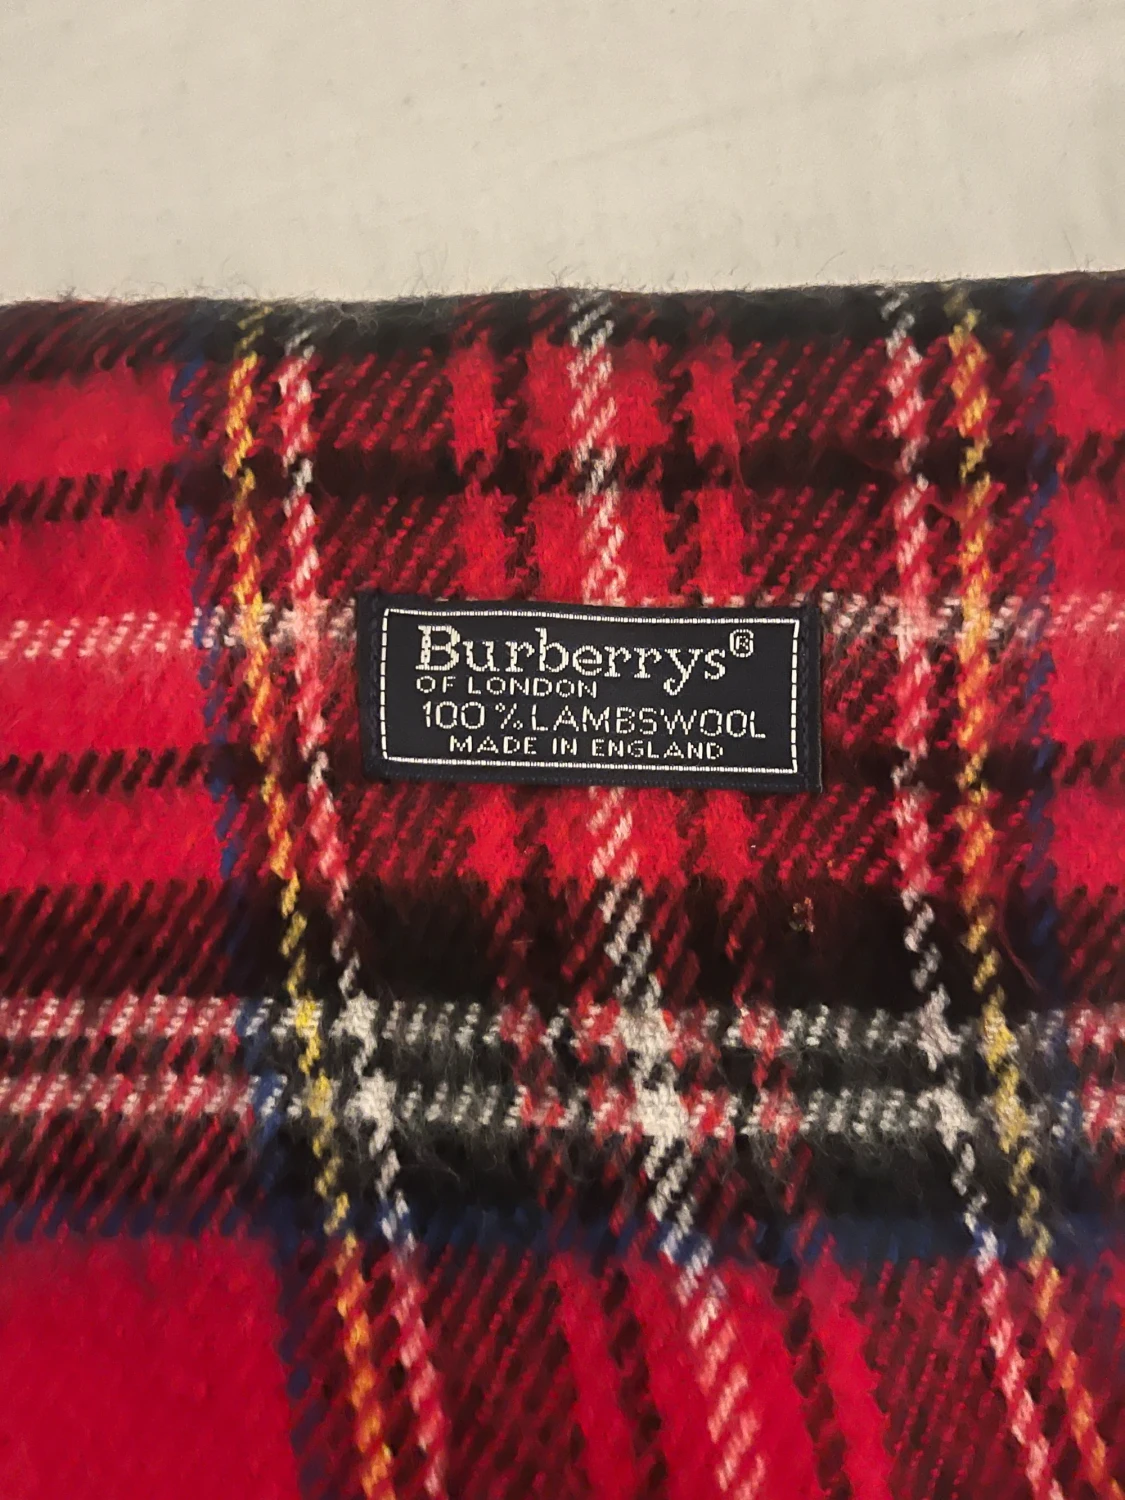 Burberrys®
OF LONDON
100% LAMBSWOOL
MADE IN ENGLAND